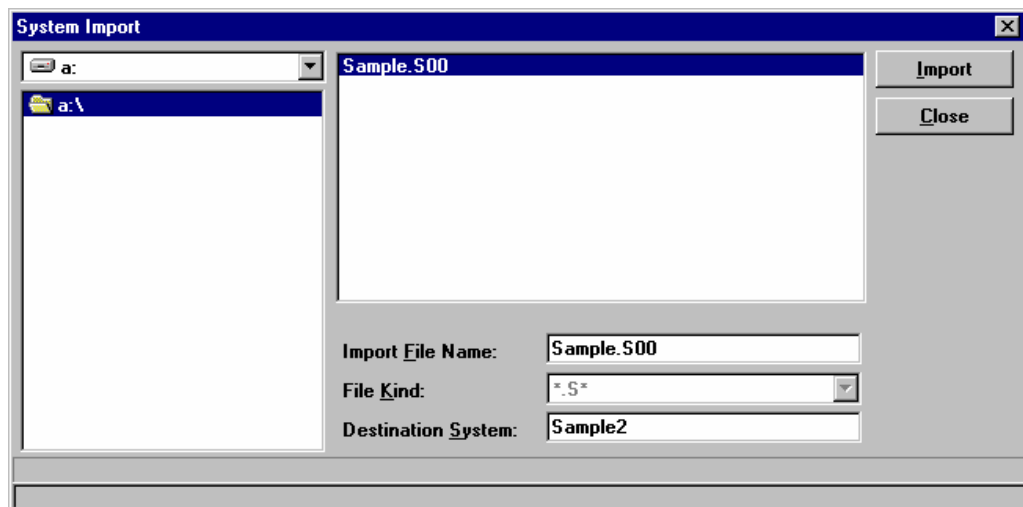 System Import
a:
a:\
Sample.S00
Import
Close
Import File Name: Sample.S00
File Kind: *.S*
Destination System: Sample2